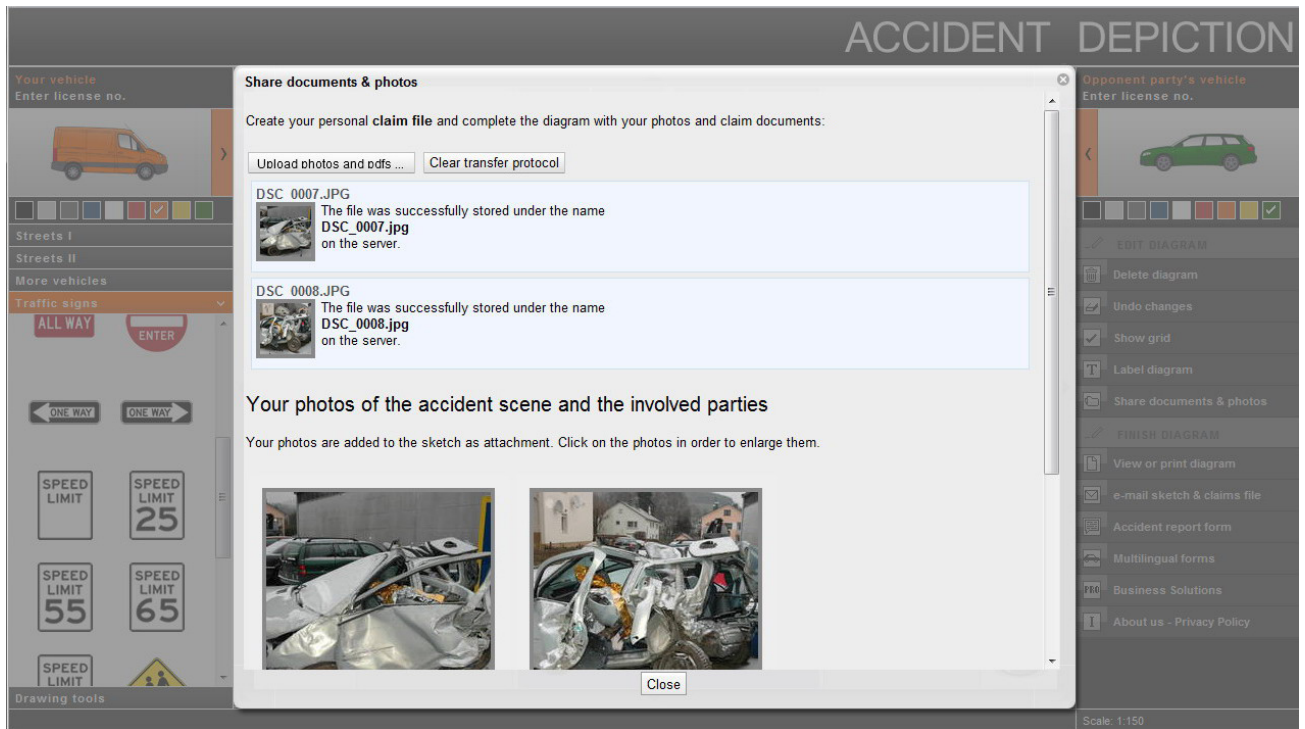 ACCIDENT DEPICTION
Your vehicle
Enter license no.
Streets I
Streets II
More vehicles
Traffic signs
ALL WAY
ENTER
ONE WAY
ONE WAY
SPEED
LIMIT
SPEED
LIMIT
25
SPEED
LIMIT
55
SPEED
LIMIT
65
SPEED
LIMIT
Drawing tools
Share documents & photos
Create your personal claim file and complete the diagram with your photos and claim documents:
Upload photos and pdfs ...
Clear transfer protocol
DSC_0007.JPG
The file was successfully stored under the name
DSC_0007.jpg
on the server.
DSC_0008.JPG
The file was successfully stored under the name
DSC_0008.jpg
on the server.
Your photos of the accident scene and the involved parties
Your photos are added to the sketch as attachment. Click on the photos in order to enlarge them.
Close
Opponent party's vehicle
Enter license no.
EDIT DIAGRAM
Delete diagram
Undo changes
Show grid
T Label diagram
Share documents & photos
FINISH DIAGRAM
View or print diagram
e-mail sketch & claims file
Accident report form
Multilingual forms
PRO Business Solutions
I About us - Privacy Policy
Scale: 1:150